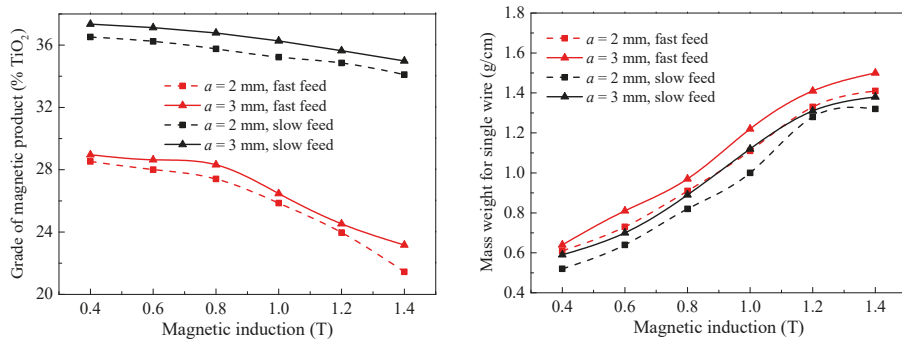 Grade of magnetic product (% TiO₂)
40
36
32
28
24
20
a = 2 mm, fast feed
a = 3 mm, fast feed
a = 2 mm, slow feed
a = 3 mm, slow feed
0.4 0.6 0.8 1.0 1.2 1.4
Magnetic induction (T)
Mass weight for single wire (g/cm)
1.8
1.6
1.4
1.2
1.0
0.8
0.6
0.4
a = 2 mm, fast feed
a = 3 mm, fast feed
a = 2 mm, slow feed
a = 3 mm, slow feed
0.4 0.6 0.8 1.0 1.2 1.4
Magnetic induction (T)